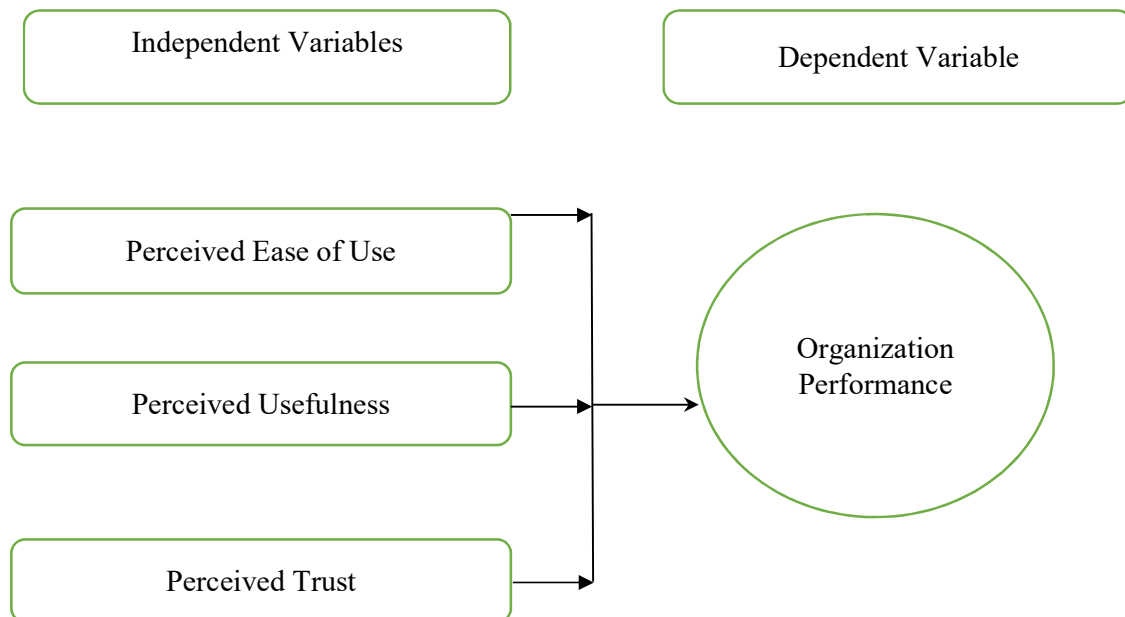 Independent Variables
Dependent Variable
Perceived Ease of Use
Perceived Usefulness
Perceived Trust
Organization
Performance